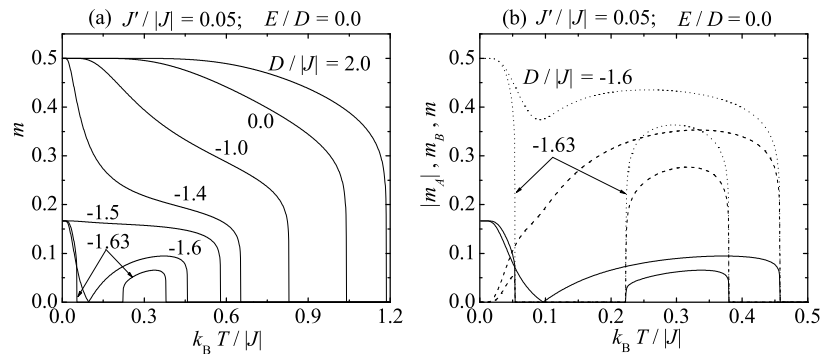 (a) J′/|J| = 0.05; E/D = 0.0
0.5
0.4
0.3
0.2
0.1
0.0
m
D/|J| = 2.0
0.0
-1.0
-1.4
-1.5
-1.63
-1.6
0.0 0.3 0.6 0.9 1.2
k_B T/|J|
(b) J′/|J| = 0.05; E/D = 0.0
0.5
0.4
0.3
0.2
0.1
0.0
|m_A|, m_B, m
D/|J| = -1.6
-1.63
0.0 0.1 0.2 0.3 0.4 0.5
k_B T/|J|